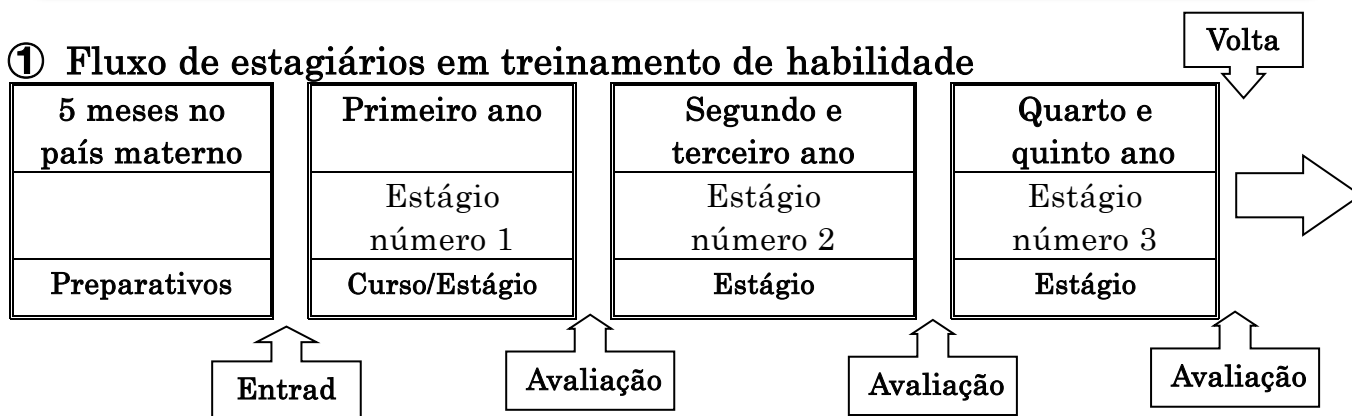 Volta
① Fluxo de estagiários em treinamento de habilidade
5 meses no
país materno
Preparativos
Primeiro ano
Estágio
número 1
Curso/Estágio
Segundo e
terceiro ano
Estágio
número 2
Estágio
Quarto e
quinto ano
Estágio
número 3
Estágio
Entrad
Avaliação
Avaliação
Avaliação